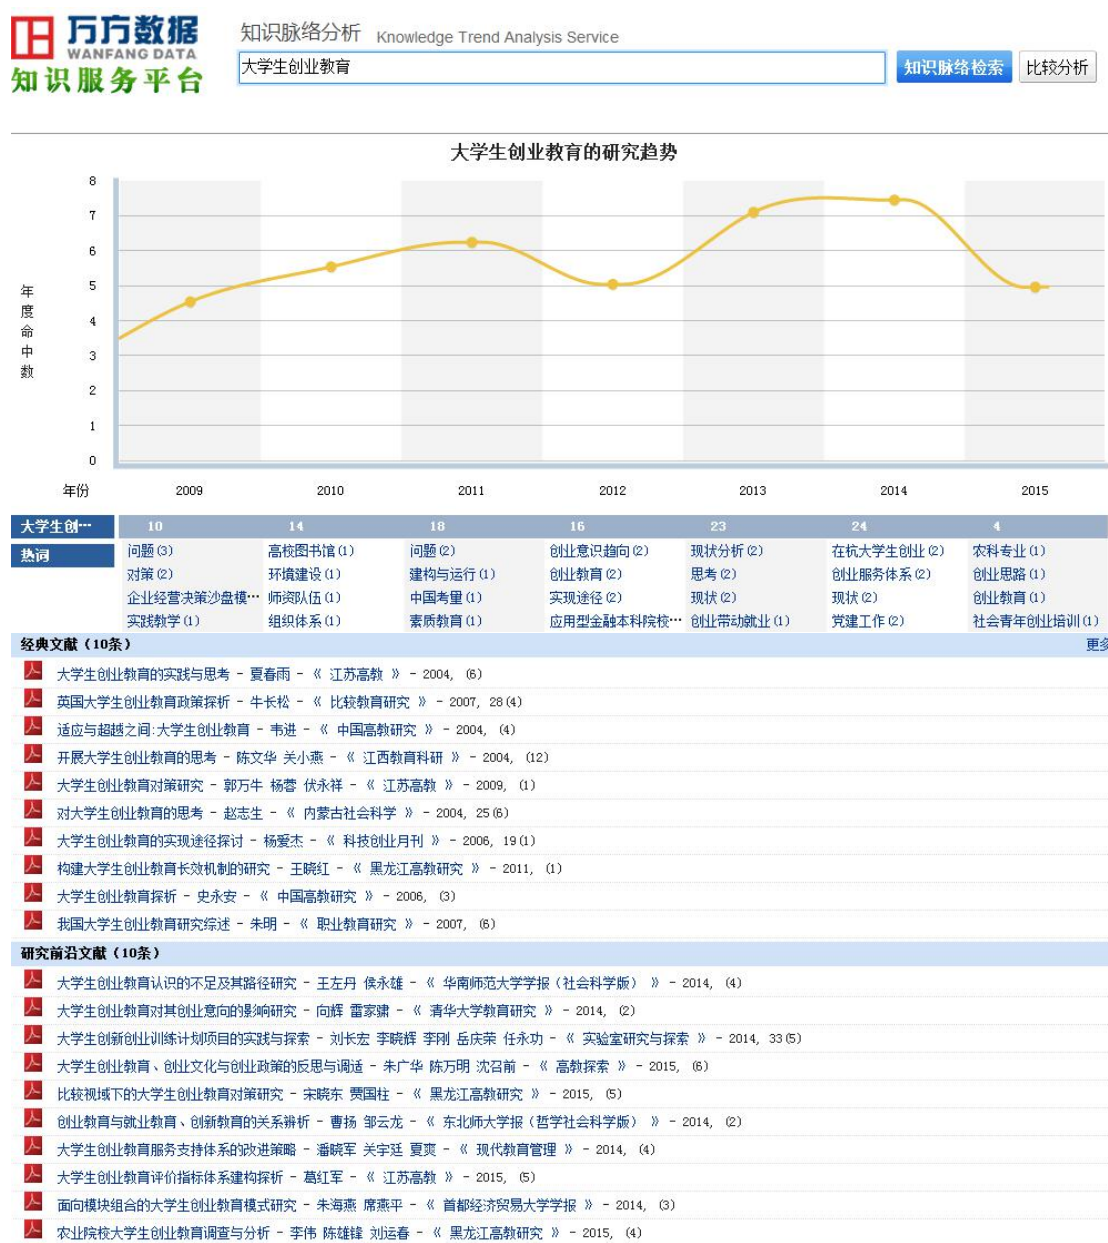 万方数据 知识脉络分析 Knowledge Trend Analysis Service
WANFANG DATA
知识服务平台
大学生创业教育 知识脉络检索 比较分析
大学生创业教育的研究趋势
8
7
6
5
4
3
2
1
0
年度命中数
年份 2009 2010 2011 2012 2013 2014 2015
大学生创… 10 14 18 16 23 24 4
热词 问题(3) 高校图书馆(1) 问题(2) 创业意识趋向(2) 现状分析(2) 在杭大学生创业(2) 农科专业(1)
对策(2) 环境建设(1) 建构与运行(1) 创业教育(2) 思考(2) 创业服务体系(2) 创业思路(1)
企业经营决策沙盘模… 师资队伍(1) 中国考量(1) 实现途径(2) 现状(2) 现状(2) 创业教育(1)
实践教学(1) 组织体系(1) 素质教育(1) 应用型金融本科院校… 创业带动就业(1) 党建工作(2) 社会青年创业培训(1)
经典文献（10条） 更多
大学生创业教育的实践与思考 - 夏春雨 - 《 江苏高教 》 - 2004, (6)
英国大学生创业教育政策探析 - 牛长松 - 《 比较教育研究 》 - 2007, 28(4)
适应与超越之间:大学生创业教育 - 韦进 - 《 中国高教研究 》 - 2004, (4)
开展大学生创业教育的思考 - 陈文华 关小燕 - 《 江西教育科研 》 - 2004, (12)
大学生创业教育对策研究 - 郭万牛 杨蓉 伏永祥 - 《 江苏高教 》 - 2009, (1)
对大学生创业教育的思考 - 赵志生 - 《 内蒙古社会科学 》 - 2004, 25(6)
大学生创业教育的实现途径探讨 - 杨爱杰 - 《 科技创业月刊 》 - 2006, 19(1)
构建大学生创业教育长效机制的研究 - 王晓红 - 《 黑龙江高教研究 》 - 2011, (1)
大学生创业教育探析 - 史永安 - 《 中国高教研究 》 - 2006, (3)
我国大学生创业教育研究综述 - 朱明 - 《 职业教育研究 》 - 2007, (6)
研究前沿文献（10条）
大学生创业教育认识的不足及其路径研究 - 王左丹 侯永雄 - 《 华南师范大学学报（社会科学版） 》 - 2014, (4)
大学生创业教育对其创业意向的影响研究 - 向辉 雷家骕 - 《 清华大学教育研究 》 - 2014, (2)
大学生创新创业训练计划项目的实践与探索 - 刘长宏 李晓辉 李刚 岳庆荣 任永功 - 《 实验室研究与探索 》 - 2014, 33(5)
大学生创业教育、创业文化与创业政策的反思与调适 - 朱广华 陈万明 沈召前 - 《 高教探索 》 - 2015, (6)
比较视域下的大学生创业教育对策研究 - 宋晓东 贾国柱 - 《 黑龙江高教研究 》 - 2015, (5)
创业教育与就业教育、创新教育的关系辨析 - 曹扬 邹云龙 - 《 东北师大学报（哲学社会科学版） 》 - 2014, (2)
大学生创业教育服务支持体系的改进策略 - 潘晓军 关宇廷 夏爽 - 《 现代教育管理 》 - 2014, (4)
大学生创业教育评价指标体系建构探析 - 葛红军 - 《 江苏高教 》 - 2015, (5)
面向模块组合的大学生创业教育模式研究 - 朱海燕 席燕平 - 《 首都经济贸易大学学报 》 - 2014, (3)
农业院校大学生创业教育调查与分析 - 李伟 陈雄锋 刘运春 - 《 黑龙江高教研究 》 - 2015, (4)